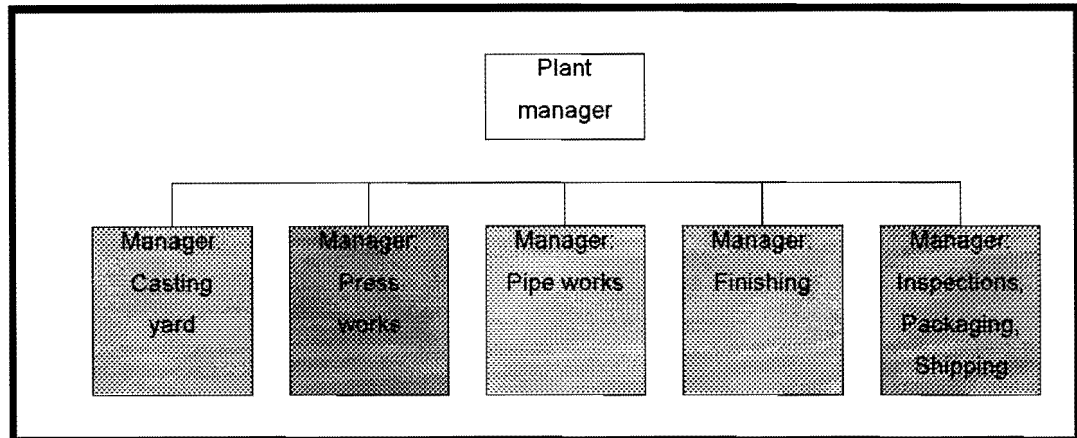 Plant
manager
Manager:
Casting
yard
Manager:
Press
works
Manager:
Pipe works
Manager:
Finishing
Manager:
Inspections,
Packaging,
Shipping